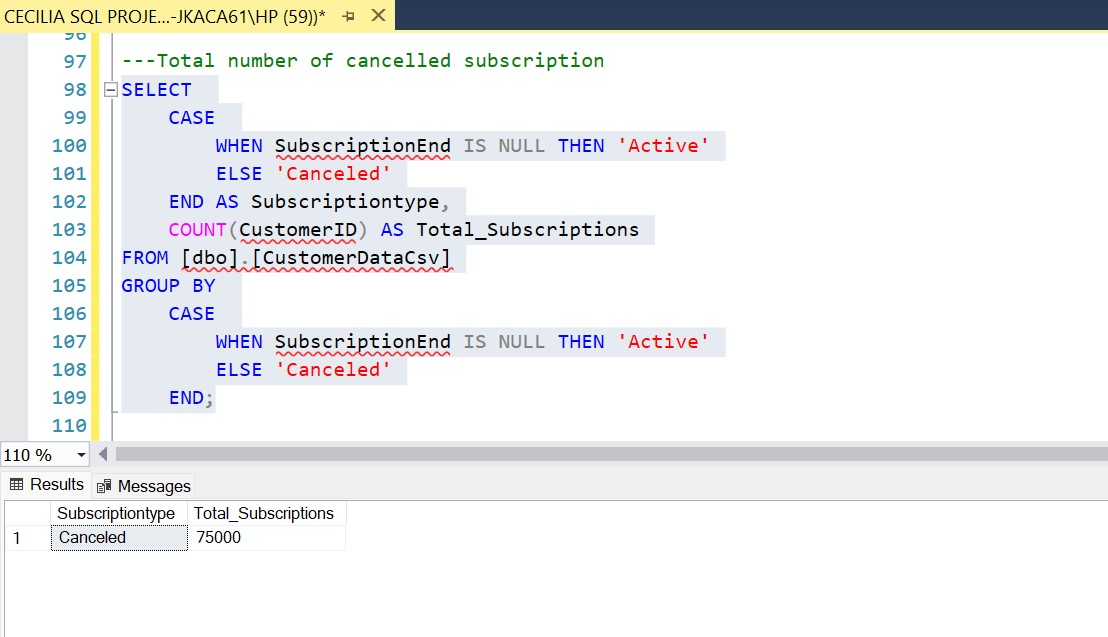 CECILIA SQL PROJE...-JKACA61\HP (59))*
96
97 ---Total number of cancelled subscription
98 SELECT
99 CASE
100 WHEN SubscriptionEnd IS NULL THEN 'Active'
101 ELSE 'Canceled'
102 END AS Subscriptiontype,
103 COUNT(CustomerID) AS Total_Subscriptions
104 FROM [dbo].[CustomerDataCsv]
105 GROUP BY
106 CASE
107 WHEN SubscriptionEnd IS NULL THEN 'Active'
108 ELSE 'Canceled'
109 END;
110
110 %
Results Messages
Subscriptiontype Total_Subscriptions
1 Canceled 75000